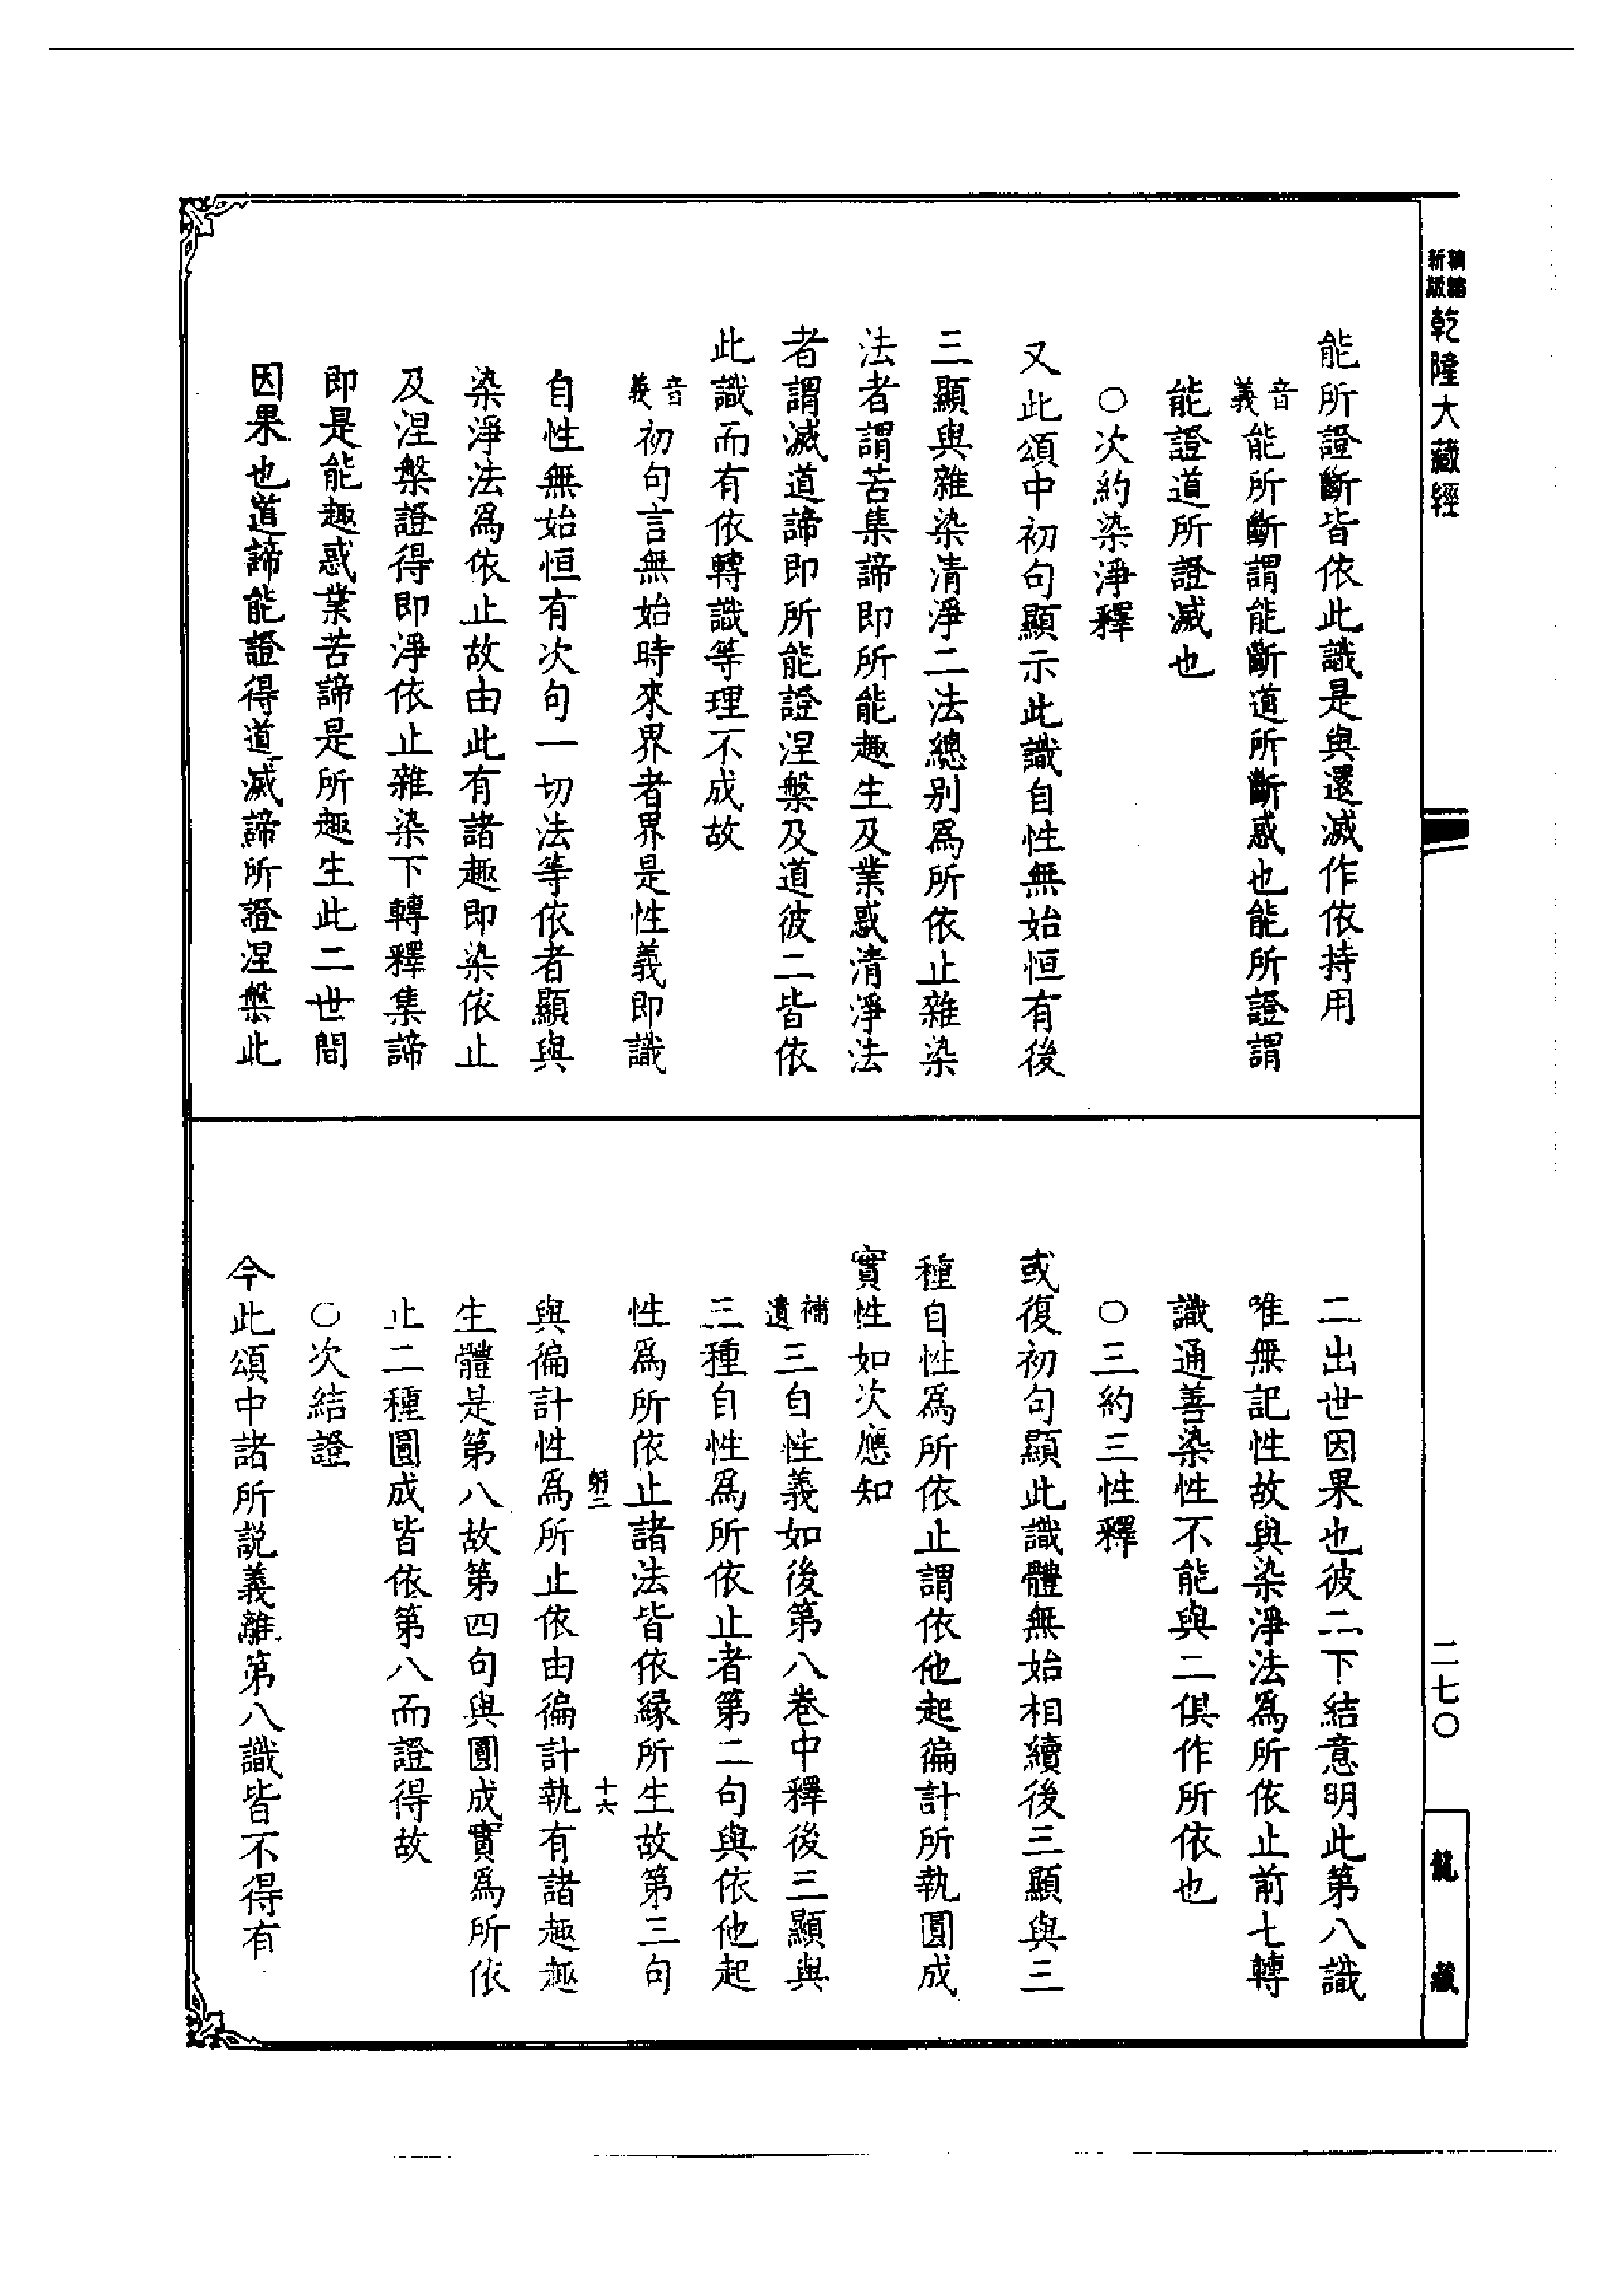 精縮新版乾隆大藏經
能所證斷皆依此識是與還滅作依持用
音義能所斷謂能斷道所斷惑也能所證謂
能證道所證滅也
○次約染淨釋
又此頌中初句顯示此識自性無始恒有後
三顯與雜染清淨二法總別爲所依止雜染
法者謂苦集諦即所能趣生及業惑清淨法
者謂滅道諦即所能證涅槃及道彼二皆依
此識而有依轉識等理不成故
音義初句言無始時來界者界是性義即識
自性無始恒有次句一切法等依者顯與
染淨法爲依止故由此有諸趣即染依止
及涅槃證得即淨依止雜染下轉釋集諦
即是能趣惑業苦諦是所趣生此二世間
因果也道諦能證得道滅諦所證涅槃此
二出世因果也彼二下結意明此第八識
唯無記性故與染淨法爲所依止前七轉
識通善染性不能與二俱作所依也
○三約三性釋
或復初句顯此識體無始相續後三顯與三
種自性爲所依止謂依他起徧計所執圓成
實性如次應知
補遺三自性義如後第八卷中釋後三顯與
三種自性爲所依止者第二句與依他起
性爲所依止諸法皆依緣所生故第三句
十六
與徧計性爲所止依由徧計執有諸趣趣
生體是第八故第四句與圓成實爲所依
止二種圓成皆依第八而證得故
○次結證
今此頌中諸所説義離第八識皆不得有
二七〇
龍藏